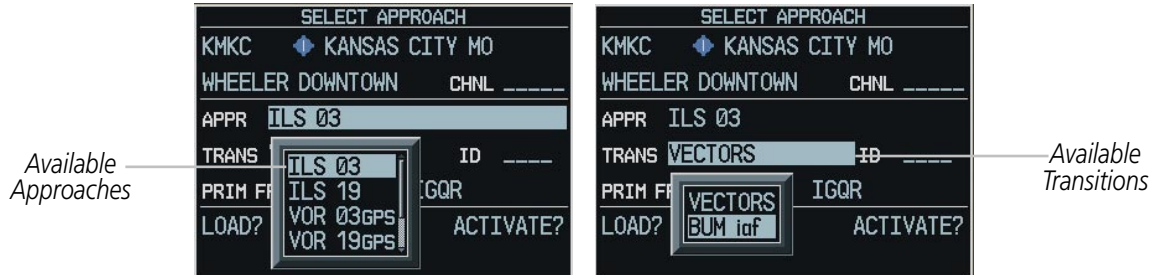 SELECT APPROACH
KMKC KANSAS CITY MO
WHEELER DOWNTOWN CHNL _____
APPR ILS 03
TRANS ID ____
PRIM IGQR
LOAD? ACTIVATE?
ILS 03
ILS 19
VOR 03GPS
VOR 19GPS
Available
Approaches
SELECT APPROACH
KMKC KANSAS CITY MO
WHEELER DOWNTOWN CHNL _____
APPR ILS 03
TRANS VECTORS ID ____
PRIM IGQR
LOAD? ACTIVATE?
VECTORS
BUM iaf
Available
Transitions